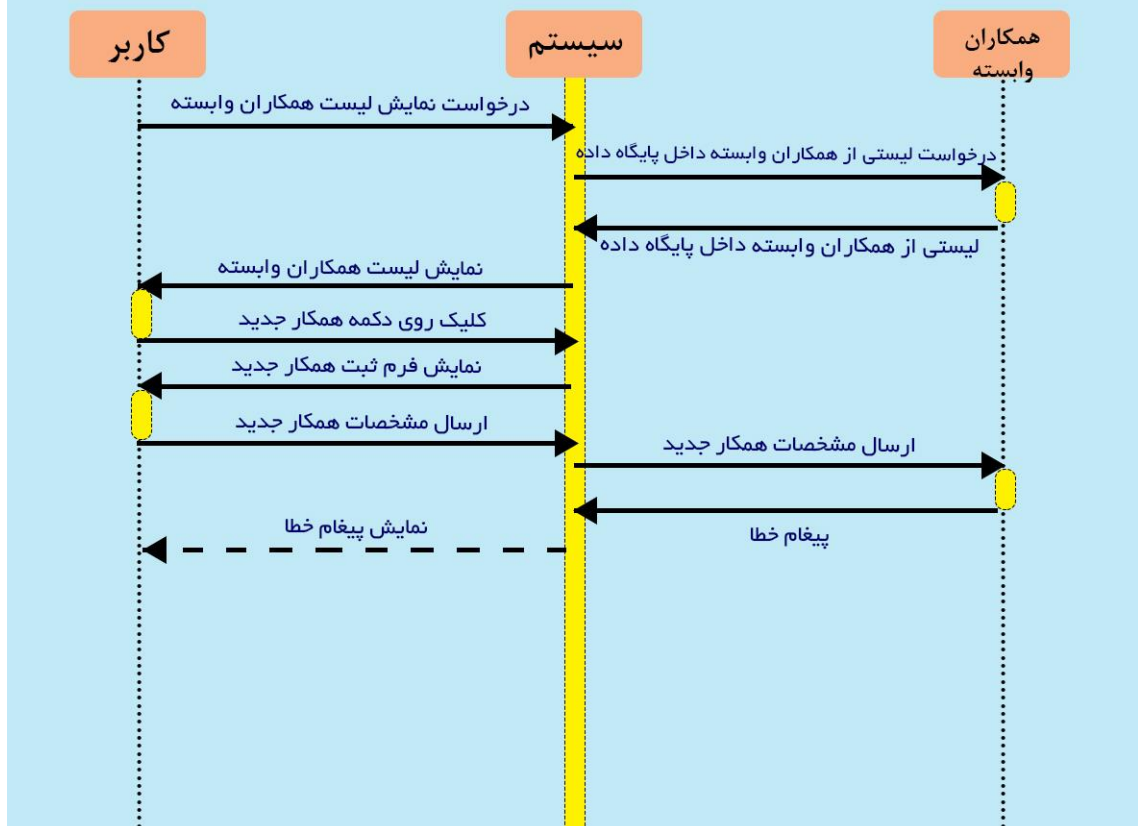 کاربر
سیستم
همکاران
وابسته
درخواست نمایش لیست همکاران وابسته
درخواست لیستی از همکاران وابسته داخل پایگاه داده
لیستی از همکاران وابسته داخل پایگاه داده
نمایش لیست همکاران وابسته
کلیک روی دکمه همکار جدید
نمایش فرم ثبت همکار جدید
ارسال مشخصات همکار جدید
ارسال مشخصات همکار جدید
پیغام خطا
نمایش پیغام خطا